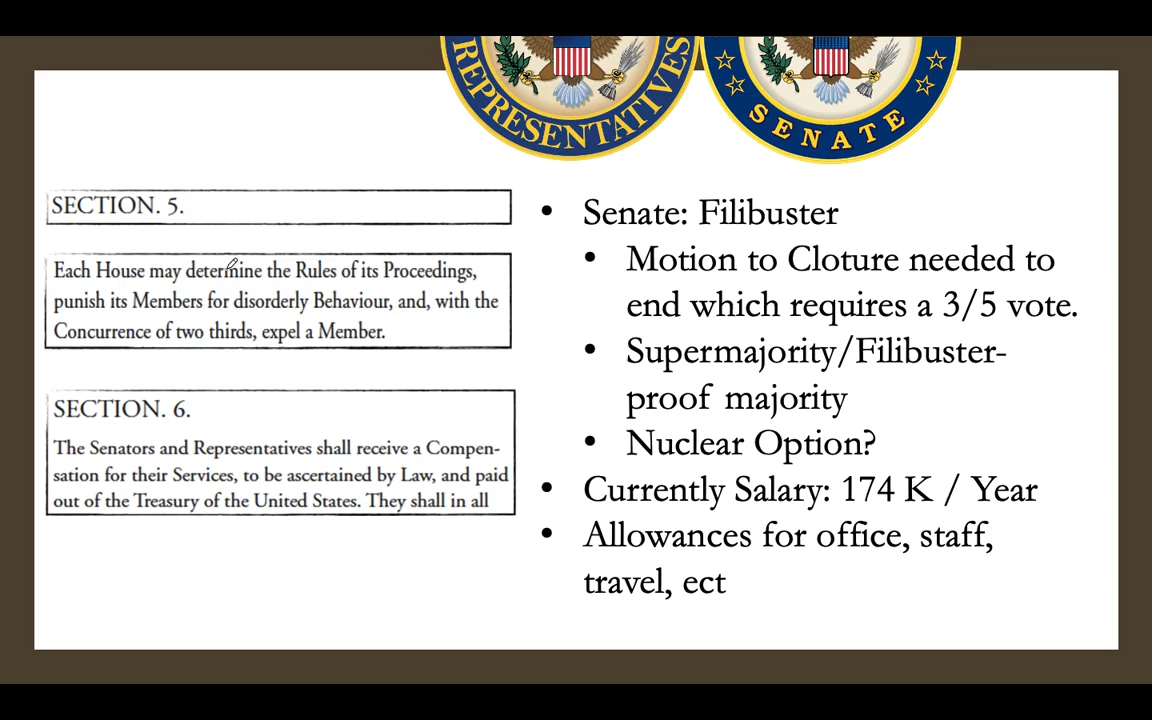 REPRESENTATIVES
SENATE
SECTION. 5.
Each House may determine the Rules of its Proceedings,
punish its Members for disorderly Behaviour, and, with the
Concurrence of two thirds, expel a Member.
SECTION. 6.
The Senators and Representatives shall receive a Compen-
sation for their Services, to be ascertained by Law, and paid
out of the Treasury of the United States. They shall in all
• Senate: Filibuster
• Motion to Cloture needed to
end which requires a 3/5 vote.
• Supermajority/Filibuster-
proof majority
• Nuclear Option?
• Currently Salary: 174 K / Year
• Allowances for office, staff,
travel, ect